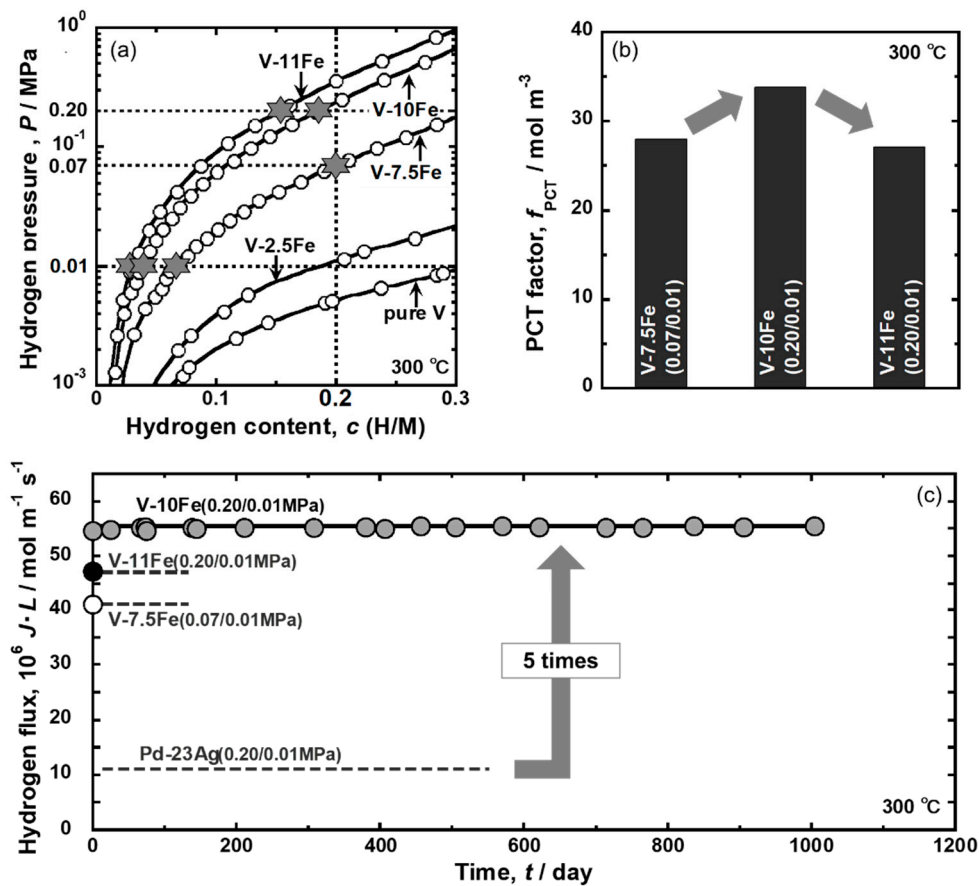 (a)
Hydrogen pressure , P / MPa
10⁰
0.20
10⁻¹
0.07
0.01
10⁻³
V-11Fe
V-10Fe
V-7.5Fe
V-2.5Fe
pure V
300 °C
0
0.1
0.2
0.3
Hydrogen content, c (H/M)
(b)
300 °C
PCT factor, f_PCT / mol m⁻³
40
30
20
10
0
V-7.5Fe
(0.07/0.01)
V-10Fe
(0.20/0.01)
V-11Fe
(0.20/0.01)
(c)
Hydrogen flux, 10⁶ J·L / mol m⁻¹ s⁻¹
60
50
40
30
20
10
0
V-10Fe(0.20/0.01MPa)
V-11Fe(0.20/0.01MPa)
V-7.5Fe(0.07/0.01MPa)
5 times
Pd-23Ag(0.20/0.01MPa)
300 °C
0
200
400
600
800
1000
1200
Time, t / day